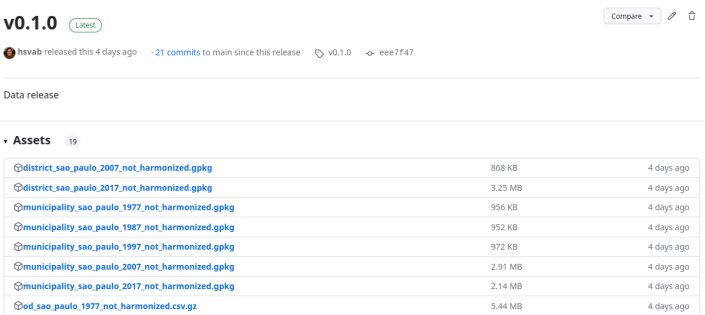 v0.1.0 Latest Compare
hsvab released this 4 days ago · 21 commits to main since this release v0.1.0 eee7f47
Data release
Assets 19
district_sao_paulo_2007_not_harmonized.gpkg 868 KB 4 days ago
district_sao_paulo_2017_not_harmonized.gpkg 3.25 MB 4 days ago
municipality_sao_paulo_1977_not_harmonized.gpkg 956 KB 4 days ago
municipality_sao_paulo_1987_not_harmonized.gpkg 952 KB 4 days ago
municipality_sao_paulo_1997_not_harmonized.gpkg 972 KB 4 days ago
municipality_sao_paulo_2007_not_harmonized.gpkg 2.91 MB 4 days ago
municipality_sao_paulo_2017_not_harmonized.gpkg 2.14 MB 4 days ago
od_sao_paulo_1977_not_harmonized.csv.gz 5.44 MB 4 days ago